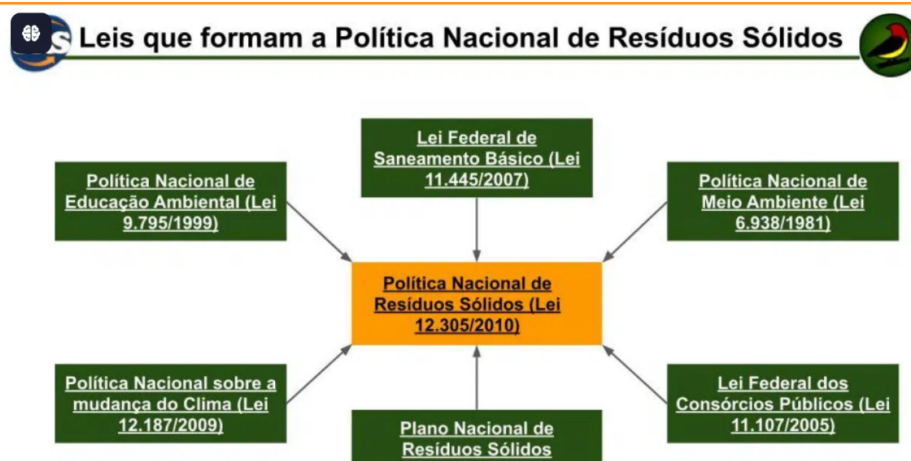 s Leis que formam a Política Nacional de Resíduos Sólidos
Lei Federal de
Saneamento Básico (Lei
11.445/2007)
Política Nacional de
Educação Ambiental (Lei
9.795/1999)
Política Nacional de
Meio Ambiente (Lei
6.938/1981)
Política Nacional de
Resíduos Sólidos (Lei
12.305/2010)
Política Nacional sobre a
mudança do Clima (Lei
12.187/2009)
Plano Nacional de
Resíduos Sólidos
Lei Federal dos
Consórcios Públicos (Lei
11.107/2005)